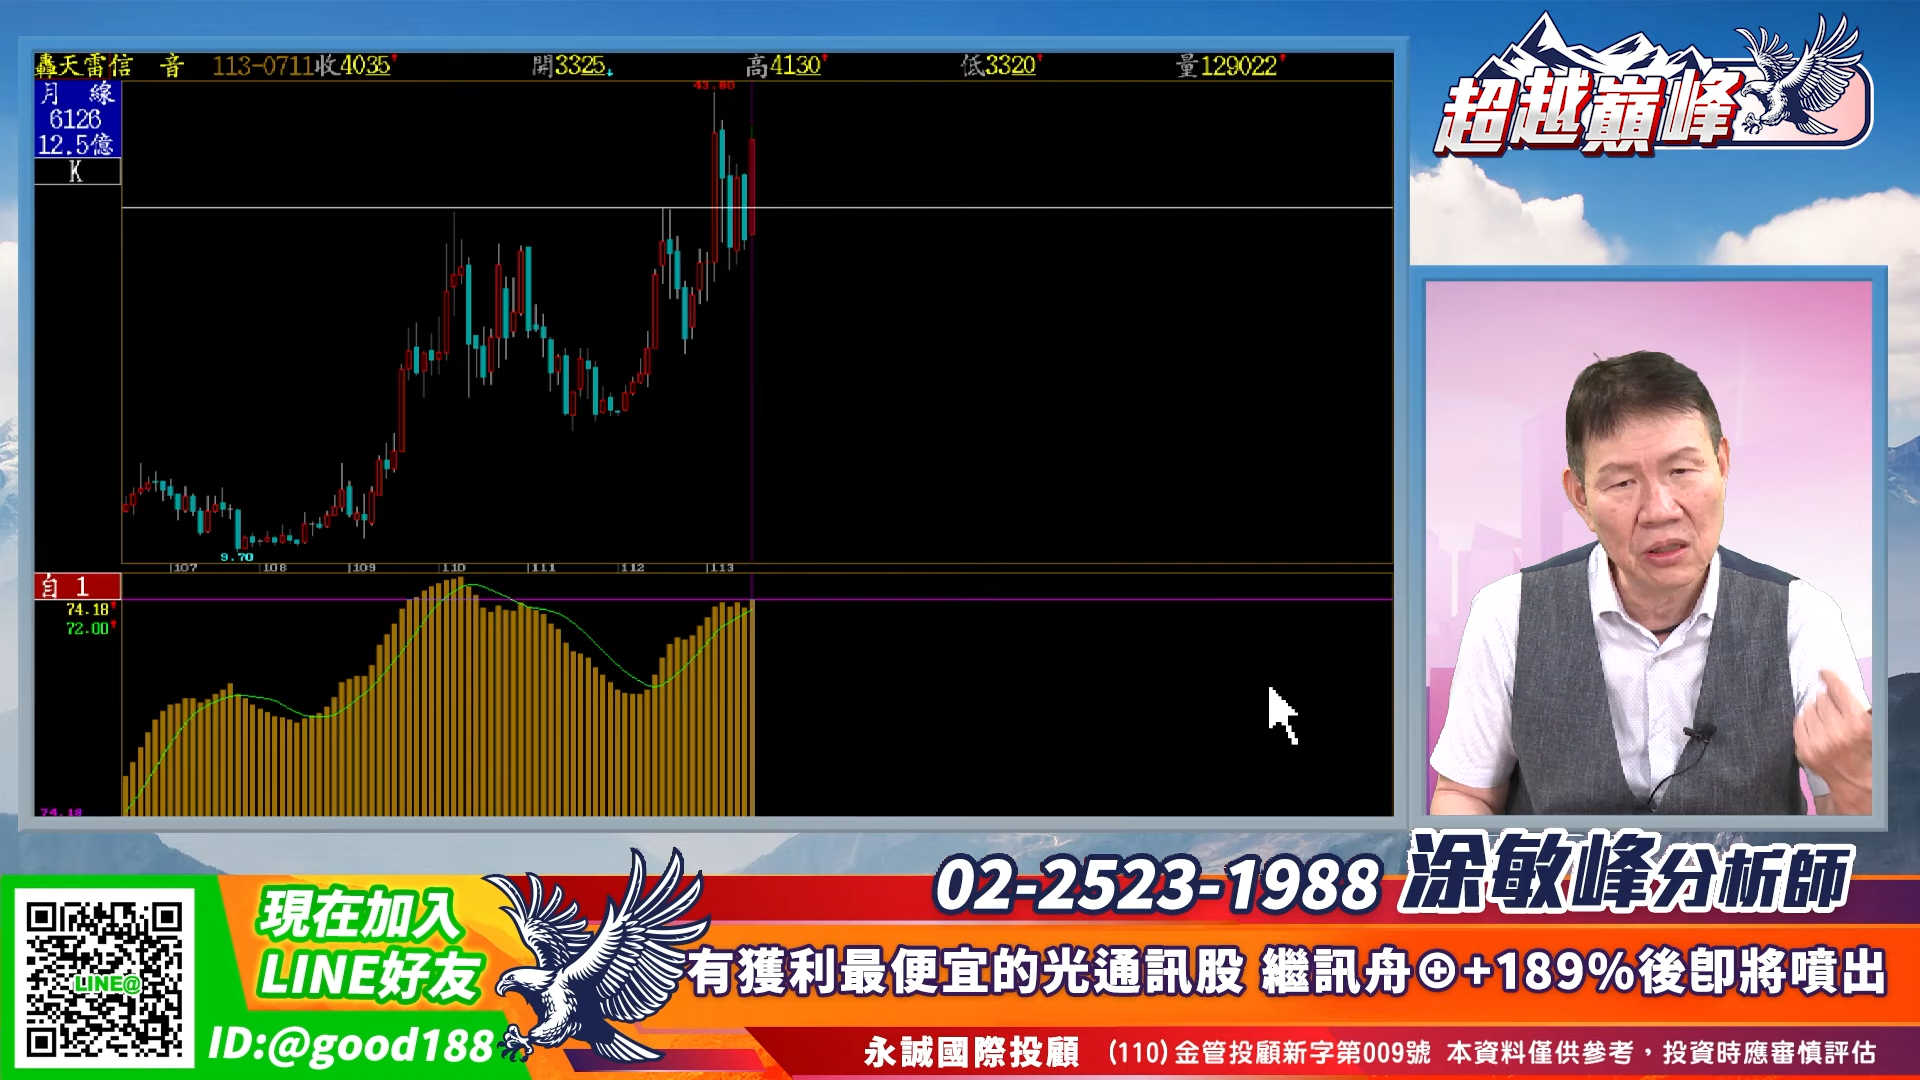 轟天雷信 音 113-0711收4035 開3325 高4130 低3320 量129022
月 線
6126
12.5億
K
43.80
9.70
107 108 109 110 111 112 113
自 1
74.18
72.00
74.18
超越巔峰
02-2523-1988 涂敏峰分析師
現在加入
LINE好友
LINE@
ID:@good188
有獲利最便宜的光通訊股 繼訊舟⊕+189%後即將噴出
永誠國際投顧 (110)金管投顧新字第009號 本資料僅供參考,投資時應審慎評估